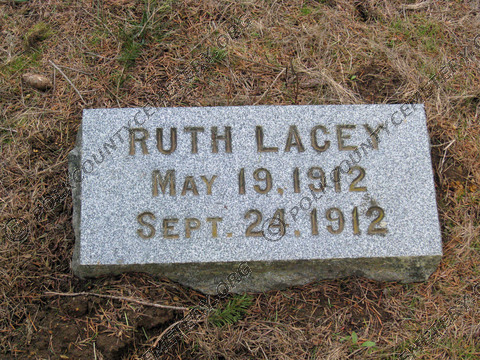 RUTH LACEY
MAY 19, 1912
SEPT. 24, 1912